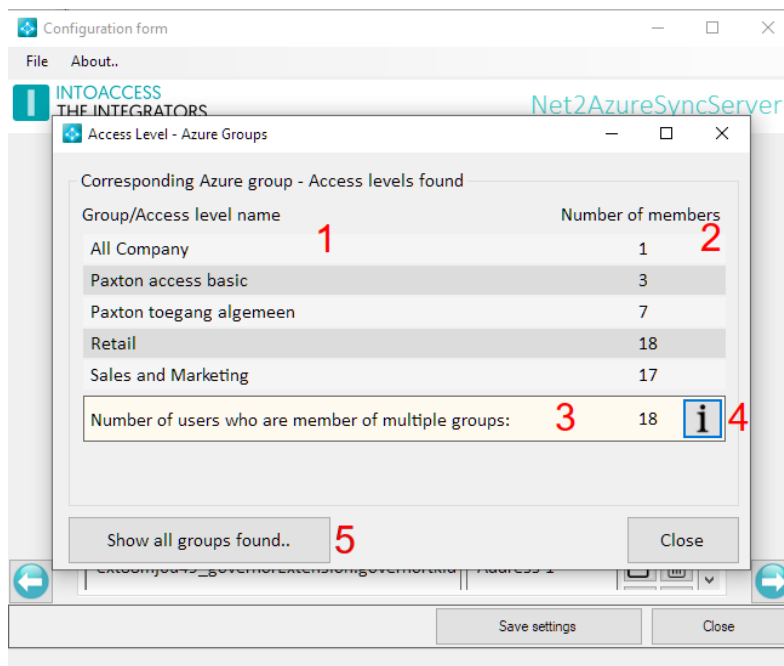 Configuration form
File About..
INTOACCESS
THE INTEGRATORS
Net2AzureSyncServer
Access Level - Azure Groups
Corresponding Azure group - Access levels found
Group/Access level name Number of members
1 2
All Company 1
Paxton access basic 3
Paxton toegang algemeen 7
Retail 18
Sales and Marketing 17
Number of users who are member of multiple groups: 3 18 i 4
Show all groups found.. 5 Close
Save settings Close